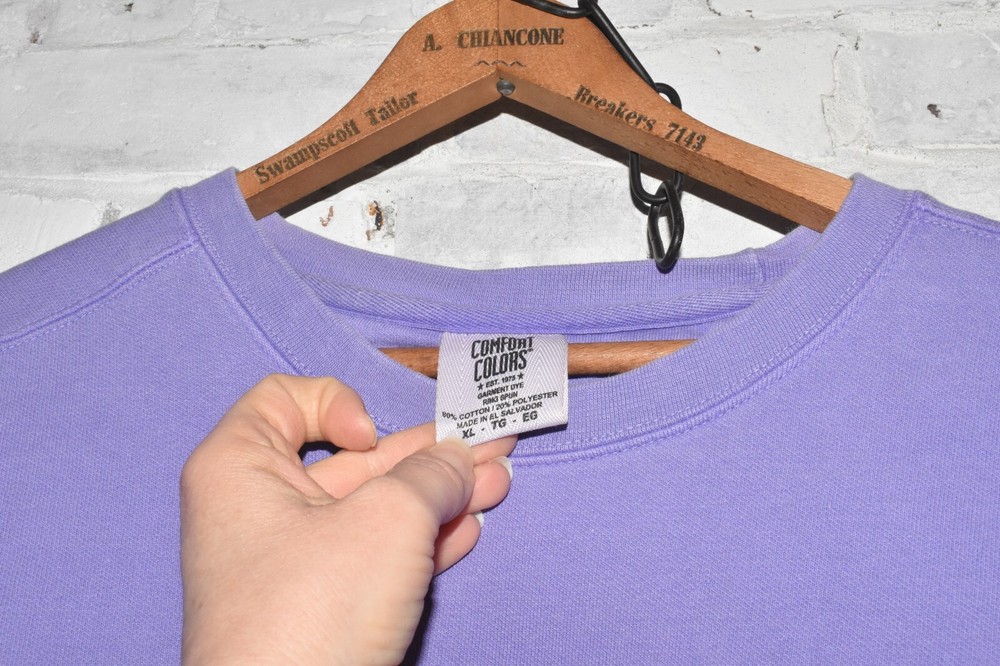 A. CHIANCONE
Swampscott Tailor
Breakers 7143
COMFORT
COLORS
★ EST. 1975 ★
GARMENT DYE
RING SPUN
80% COTTON / 20% POLYESTER
MADE IN EL SALVADOR
XL - TG - EG